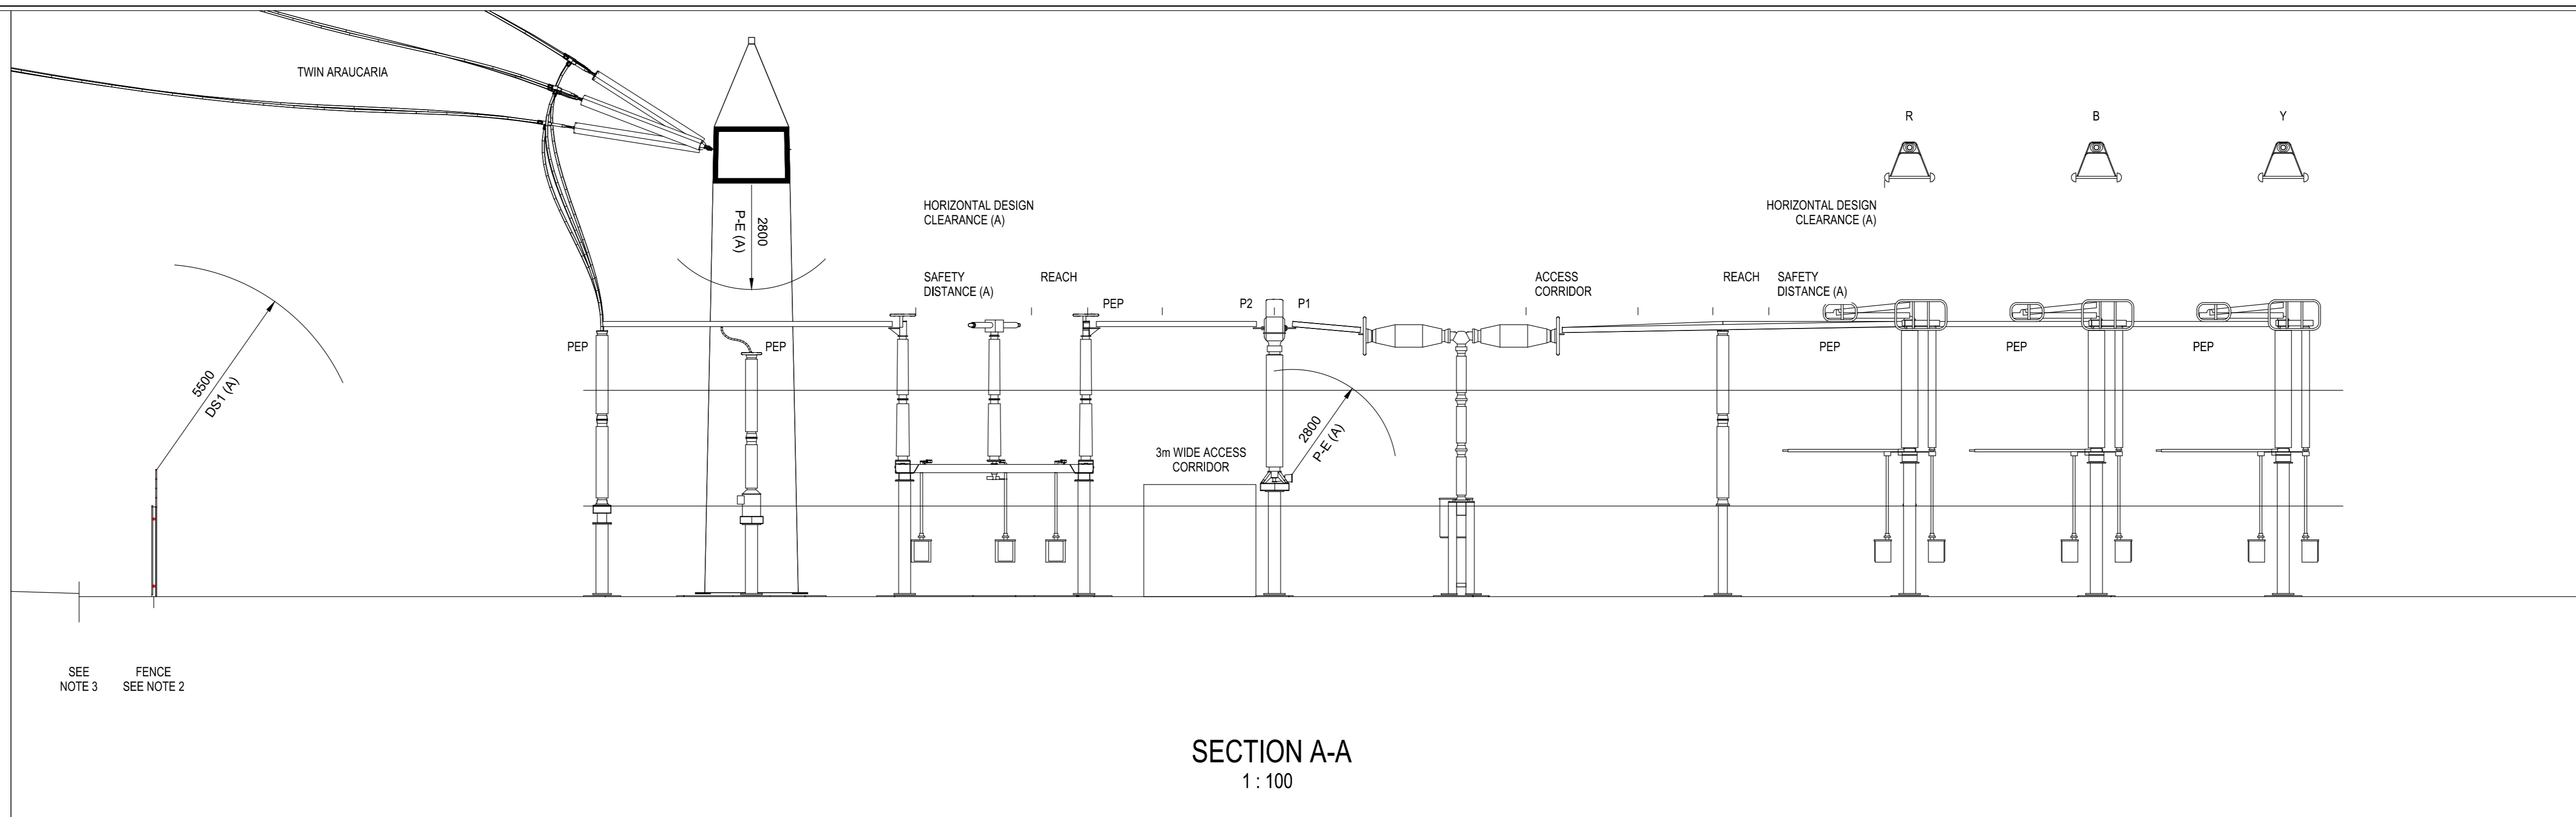 TWIN ARAUCARIA
R
B
Y
HORIZONTAL DESIGN
CLEARANCE (A)
HORIZONTAL DESIGN
CLEARANCE (A)
2800
P-E (A)
SAFETY
DISTANCE (A)
REACH
ACCESS
CORRIDOR
REACH
SAFETY
DISTANCE (A)
PEP
P2
P1
PEP
PEP
PEP
PEP
PEP
5500
DS1 (A)
2800
P-E (A)
3m WIDE ACCESS
CORRIDOR
SEE
NOTE 3
FENCE
SEE NOTE 2
SECTION A-A
1 : 100